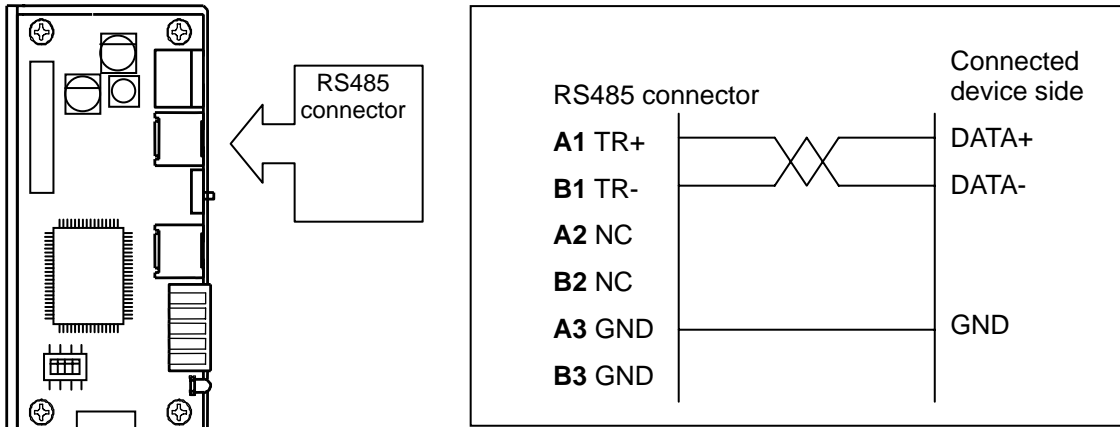 RS485
connector
RS485 connector
Connected
device side
A1 TR+
DATA+
B1 TR-
DATA-
A2 NC
B2 NC
A3 GND
GND
B3 GND